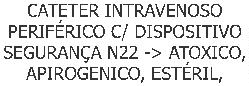 CATETER INTRAVENOSO
PERIFÉRICO C/ DISPOSITIVO
SEGURANÇA N22 -> ATOXICO,
APIROGENICO, ESTÉRIL,